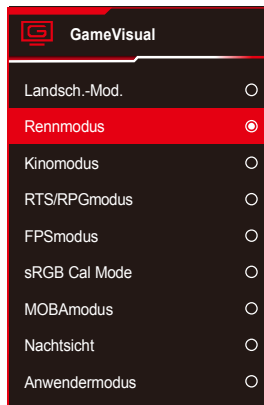 GameVisual
Landsch.-Mod.
Rennmodus
Kinomodus
RTS/RPGmodus
FPSmodus
sRGB Cal Mode
MOBAmodus
Nachtsicht
Anwendermodus